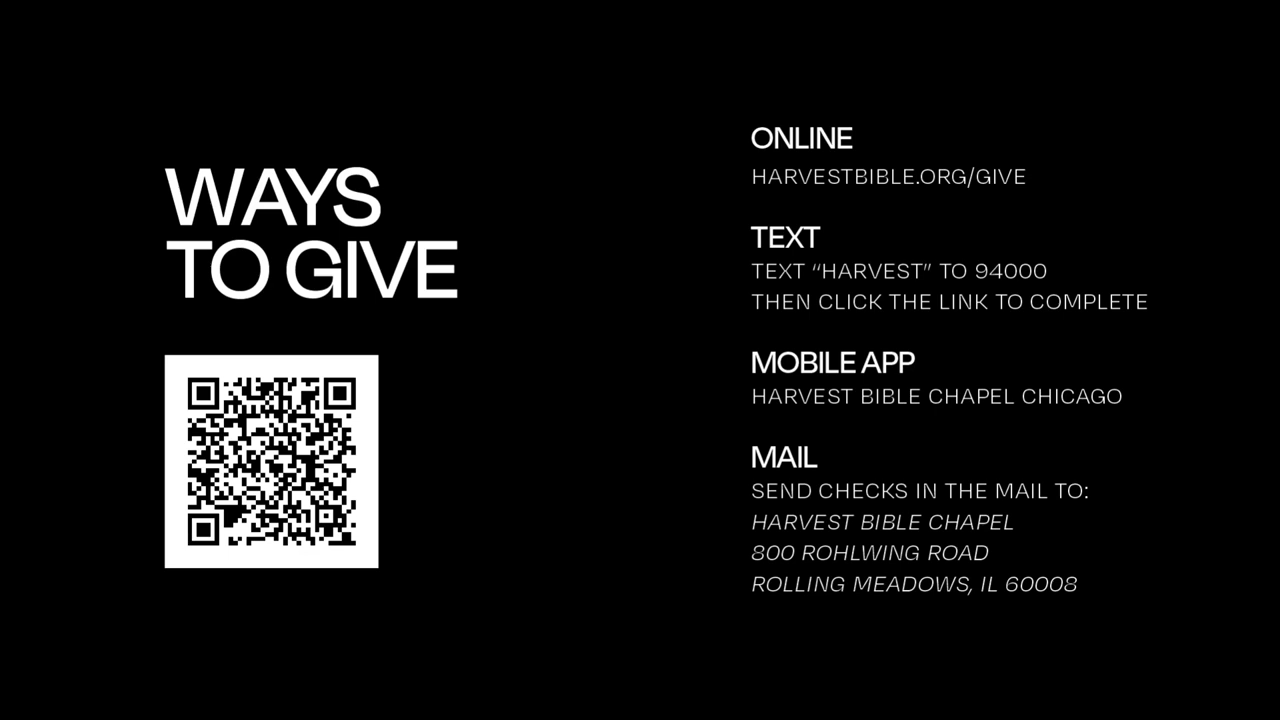 WAYS
TO GIVE
ONLINE
HARVESTBIBLE.ORG/GIVE
TEXT
TEXT “HARVEST” TO 94000
THEN CLICK THE LINK TO COMPLETE
MOBILE APP
HARVEST BIBLE CHAPEL CHICAGO
MAIL
SEND CHECKS IN THE MAIL TO:
HARVEST BIBLE CHAPEL
800 ROHLWING ROAD
ROLLING MEADOWS, IL 60008